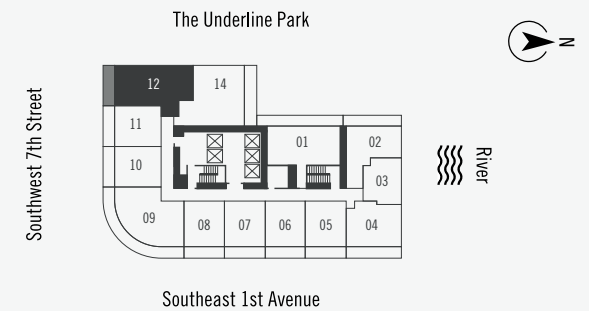 The Underline Park
N
Southwest 7th Street
12
14
11
01
02
River
10
03
09
08
07
06
05
04
Southeast 1st Avenue